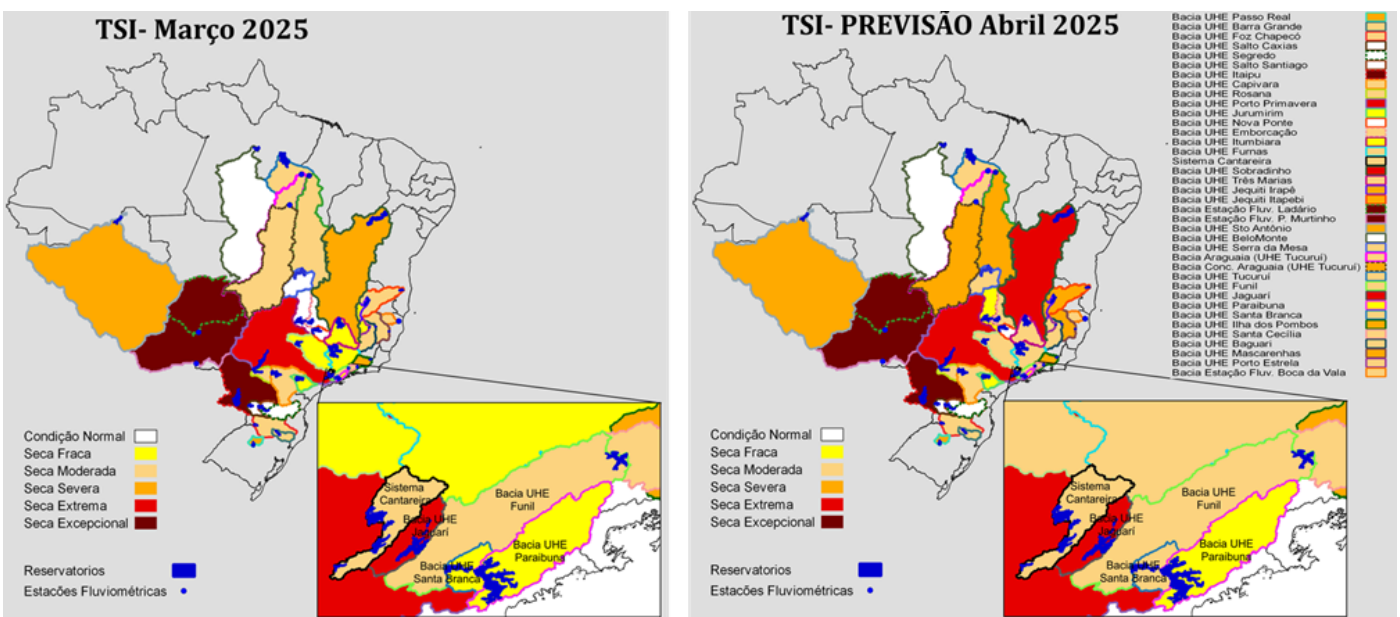 TSI- Março 2025
Condição Normal
Seca Fraca
Seca Moderada
Seca Severa
Seca Extrema
Seca Excepcional
Reservatorios
Estacões Fluviométricas
Sistema
Cantareira
Bacia UHE
Jaguarí
Bacia UHE
Funil
Bacia UHE
Paraibuna
Bacia UHE
Santa Branca
TSI- PREVISÃO Abril 2025
Bacia UHE Passo Real
Bacia UHE Barra Grande
Bacia UHE Foz Chapecó
Bacia UHE Salto Caxias
Bacia UHE Segredo
Bacia UHE Salto Santiago
Bacia UHE Itaipu
Bacia UHE Capivara
Bacia UHE Rosana
Bacia UHE Porto Primavera
Bacia UHE Jurumirim
Bacia UHE Nova Ponte
Bacia UHE Emborcação
Bacia UHE Itumbiara
Bacia UHE Furnas
Sistema Cantareira
Bacia UHE Sobradinho
Bacia UHE Três Marias
Bacia UHE Jequiti Irapê
Bacia UHE Jequiti Itapebi
Bacia Estação Fluv. Ladário
Bacia Estação Fluv. P. Murtinho
Bacia UHE Sto Antônio
Bacia UHE BeloMonte
Bacia UHE Serra da Mesa
Bacia Araguaia (UHE Tucuruí)
Bacia Conc. Araguaia (UHE Tucuruí)
Bacia UHE Tucuruí
Bacia UHE Funil
Bacia UHE Jaguarí
Bacia UHE Paraibuna
Bacia UHE Santa Branca
Bacia UHE Ilha dos Pombos
Bacia UHE Santa Cecília
Bacia UHE Baguari
Bacia UHE Mascarenhas
Bacia UHE Porto Estrela
Bacia Estação Fluv. Boca da Vala
Condição Normal
Seca Fraca
Seca Moderada
Seca Severa
Seca Extrema
Seca Excepcional
Reservatorios
Estacões Fluviométricas
Sistema
Cantareira
Bacia UHE
Jaguarí
Bacia UHE
Funil
Bacia UHE
Paraibuna
Bacia UHE
Santa Branca